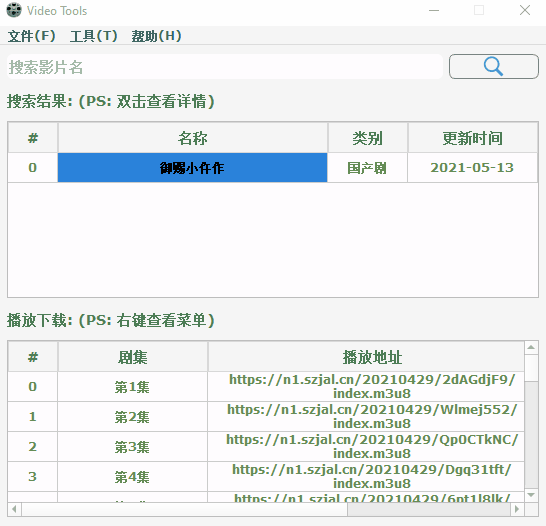 Video Tools
文件(F) 工具(T) 帮助(H)
搜索影片名
搜索结果: (PS: 双击查看详情)
# 名称 类别 更新时间
0 御赐小仵作 国产剧 2021-05-13
播放下载: (PS: 右键查看菜单)
# 剧集 播放地址
0 第1集 https://n1.szjal.cn/20210429/2dAGdjF9/
index.m3u8
1 第2集 https://n1.szjal.cn/20210429/Wlmej552/
index.m3u8
2 第3集 https://n1.szjal.cn/20210429/Qp0CTkNC/
index.m3u8
3 第4集 https://n1.szjal.cn/20210429/Dgq31tft/
index.m3u8
https://n1.szjal.cn/20210429/6pt1l8lk/